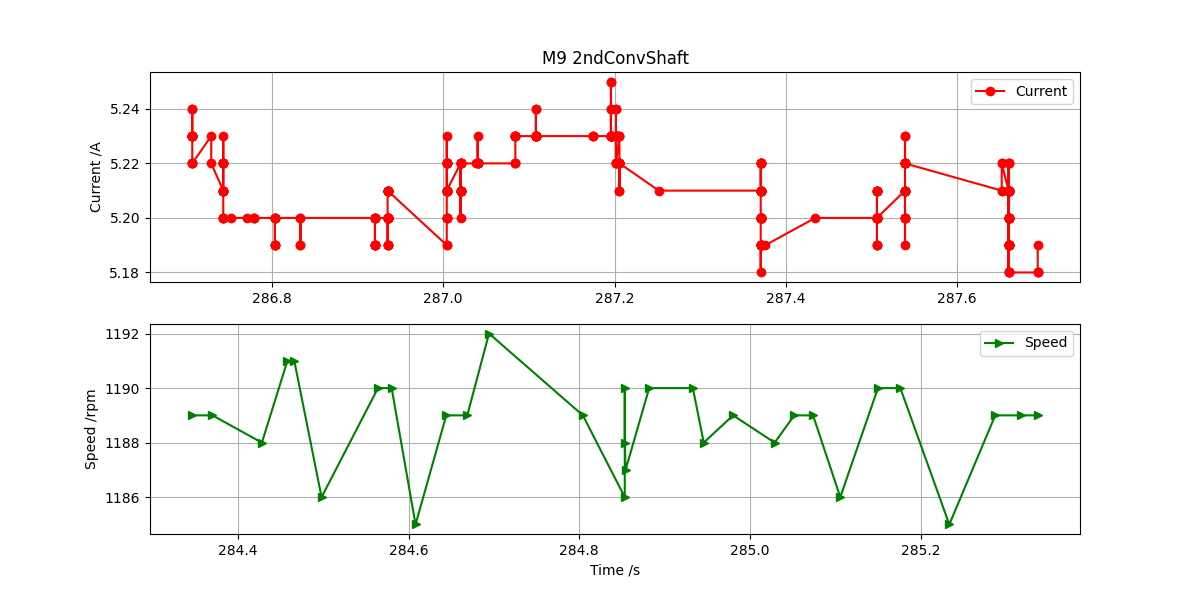 M9 2ndConvShaft
Current /A
5.24
5.22
5.20
5.18
Current
286.8 287.0 287.2 287.4 287.6
Speed /rpm
1192
1190
1188
1186
Speed
284.4 284.6 284.8 285.0 285.2
Time /s